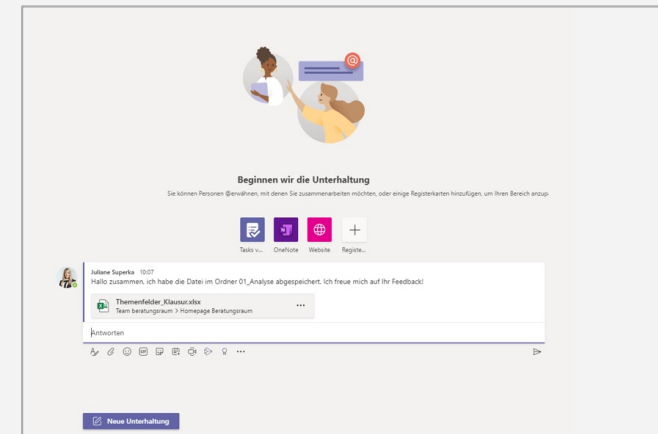 @
Beginnen wir die Unterhaltung
Sie können Personen @erwähnen, mit denen Sie zusammenarbeiten möchten, oder einige Registerkarten hinzufügen, um Ihren Bereich anzup
Tasks v... OneNote Website Registe...
Juliane Superka 10:07
Hallo zusammen, ich habe die Datei im Ordner 01_Analyse abgespeichert. Ich freue mich auf Ihr Feedback!
Themenfelder_Klausur.xlsx ...
Team beratungsraum > Homepage Beratungsraum
Antworten
GIF
Neue Unterhaltung